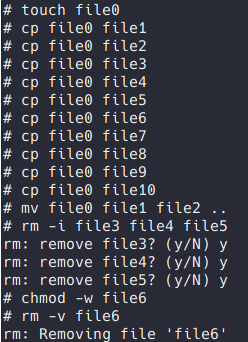 # touch file0
# cp file0 file1
# cp file0 file2
# cp file0 file3
# cp file0 file4
# cp file0 file5
# cp file0 file6
# cp file0 file7
# cp file0 file8
# cp file0 file9
# cp file0 file10
# mv file0 file1 file2 ..
# rm -i file3 file4 file5
rm: remove file3? (y/N) y
rm: remove file4? (y/N) y
rm: remove file5? (y/N) y
# chmod -w file6
# rm -v file6
rm: Removing file 'file6'